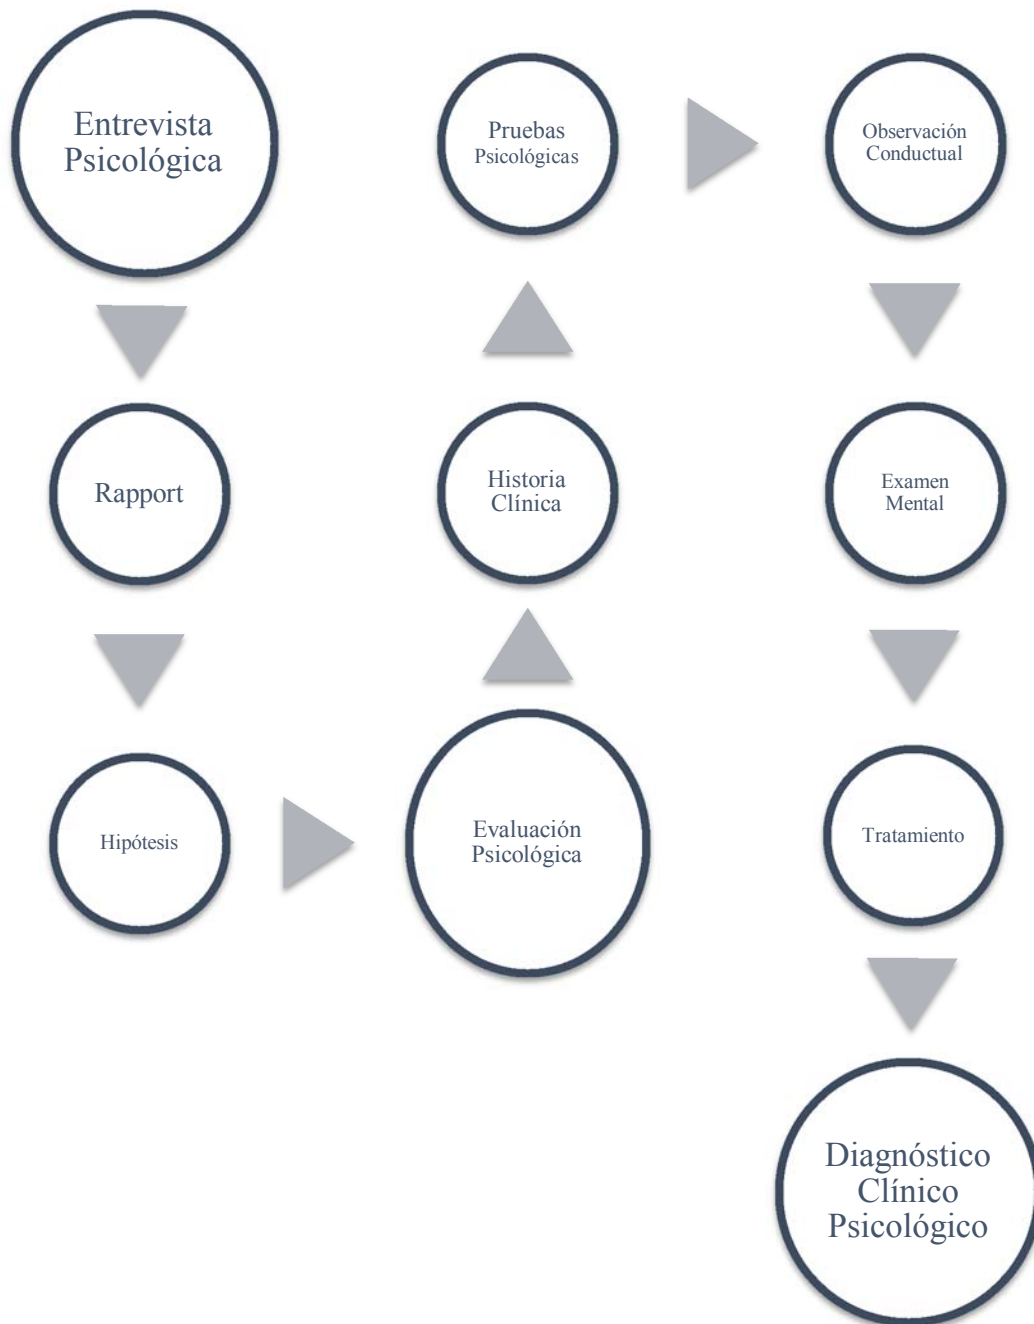 Entrevista
Psicológica
Rapport
Hipótesis
Evaluación
Psicológica
Historia
Clínica
Pruebas
Psicológicas
Observación
Conductual
Examen
Mental
Tratamiento
Diagnóstico
Clínico
Psicológico